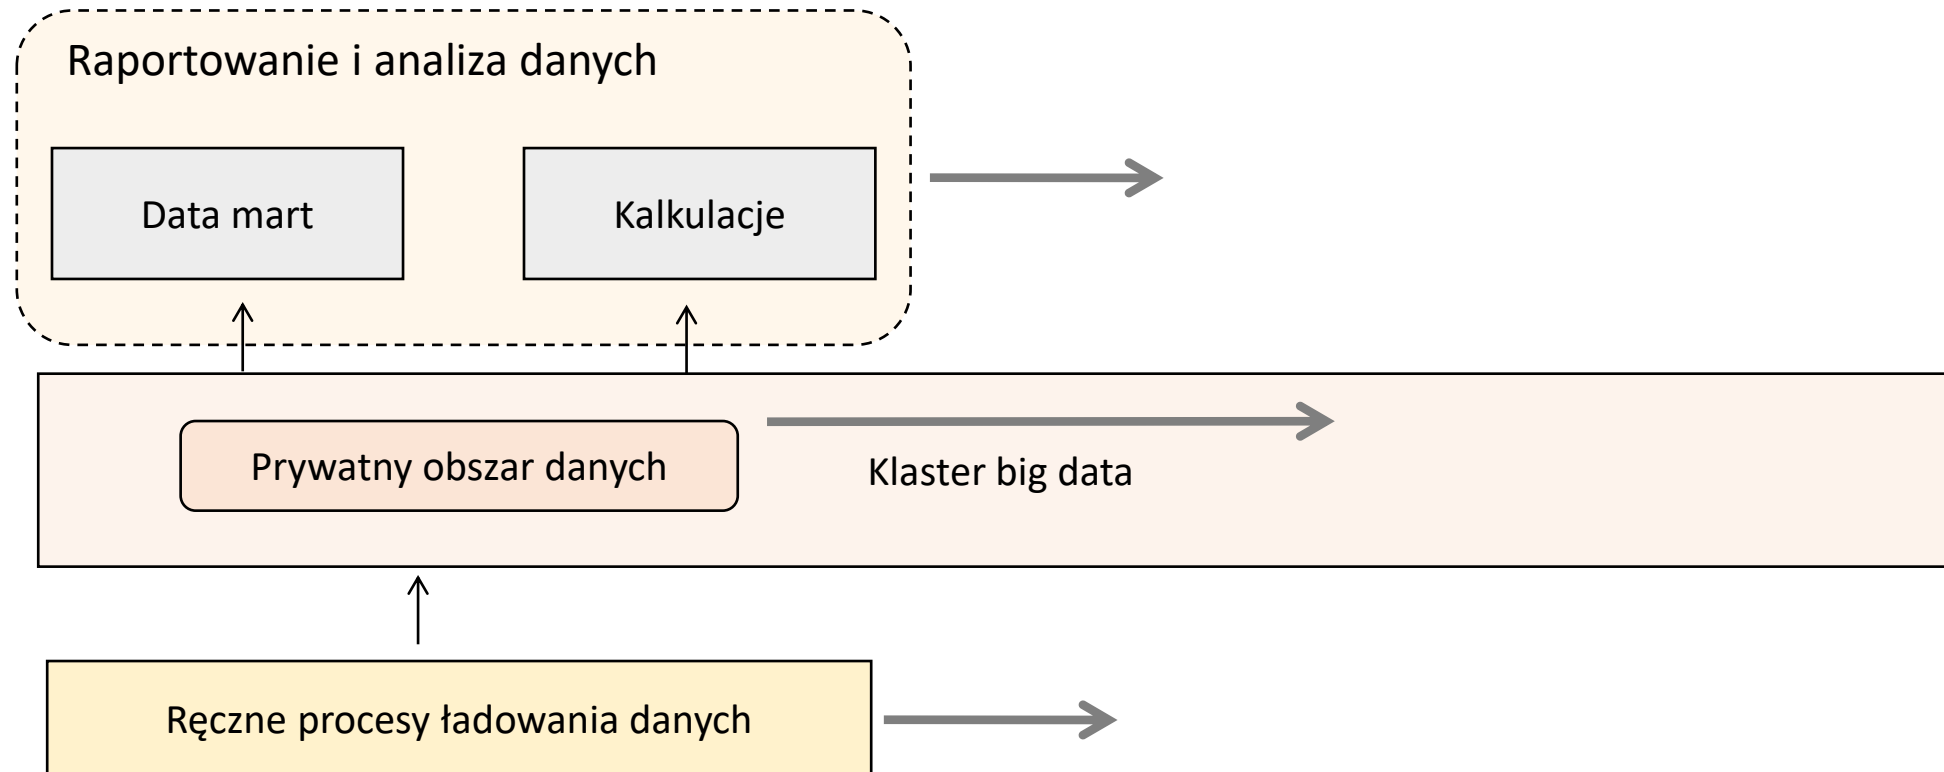 Raportowanie i analiza danych
Data mart
Kalkulacje
Prywatny obszar danych
Klaster big data
Ręczne procesy ładowania danych